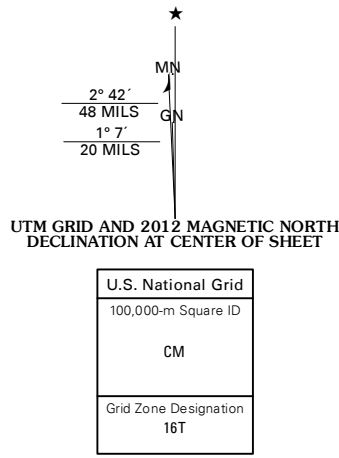 ★
MN
2° 42´
48 MILS
GN
1° 7´
20 MILS
UTM GRID AND 2012 MAGNETIC NORTH
DECLINATION AT CENTER OF SHEET
U.S. National Grid
100,000-m Square ID
CM
Grid Zone Designation
16T